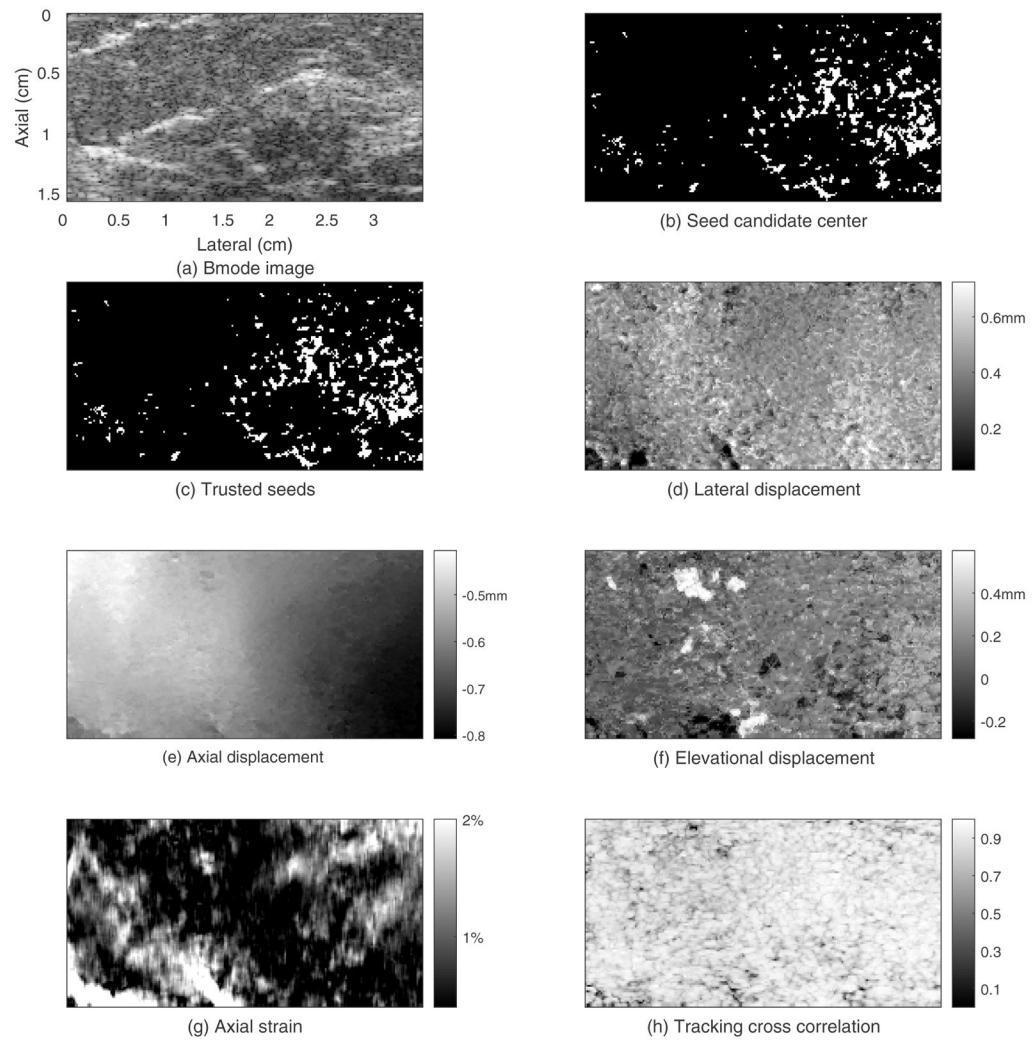 0
0.5
1
1.5
Axial (cm)
0 0.5 1 1.5 2 2.5 3
Lateral (cm)
(a) Bmode image
(b) Seed candidate center
(c) Trusted seeds
0.6mm
0.4
0.2
(d) Lateral displacement
-0.5mm
-0.6
-0.7
-0.8
(e) Axial displacement
0.4mm
0.2
0
-0.2
(f) Elevational displacement
2%
1%
(g) Axial strain
0.9
0.7
0.5
0.3
0.1
(h) Tracking cross correlation